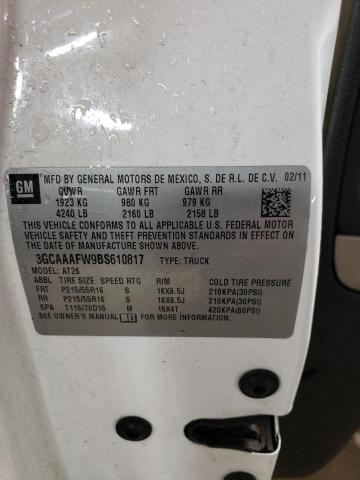 GM
MFD BY GENERAL MOTORS DE MEXICO, S. DE R.L. DE C.V. 02/11
GVWR GAWR FRT GAWR RR
1923 KG 980 KG 979 KG
4240 LB 2160 LB 2158 LB
THIS VEHICLE CONFORMS TO ALL APPLICABLE U.S. FEDERAL MOTOR
VEHICLE SAFETY STANDARDS IN EFFECT ON THE DATE OF
MANUFACTURE SHOWN ABOVE.
3GCAAAFW9BS610817 TYPE: TRUCK
MODEL: AT26
ABBL TIRE SIZE SPEED RTG RIM COLD TIRE PRESSURE
FRT P215/55R16 S 16X6.5J 210KPA(30PSI)
RR P215/55R16 S 16X6.5J 210KPA(30PSI)
SPA T115/70D15 M 15X4T 420KPA(60PSI)
SEE OWNER'S MANUAL FOR MORE INFORMATION